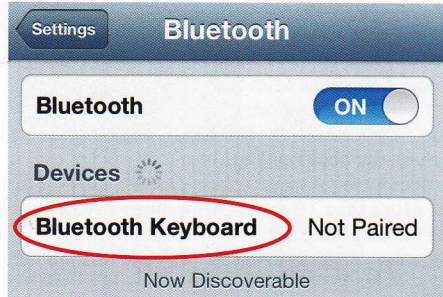 Settings
Bluetooth
Bluetooth
ON
Devices
Bluetooth Keyboard Not Paired
Now Discoverable